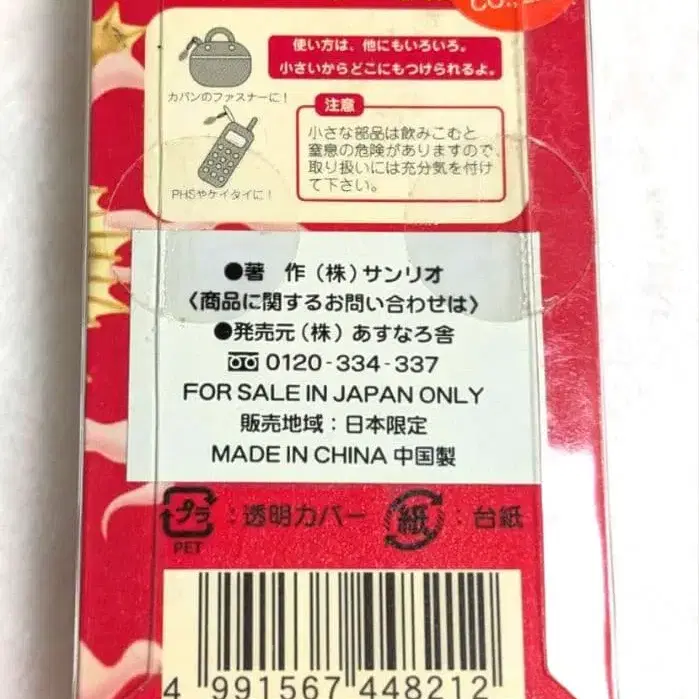 CO.,
使い方は、他にもいろいろ。
小さいからどこにもつけられるよ。
カバンのファスナーに!
注意
小さな部品は飲みこむと
窒息の危険がありますので、
取り扱いには充分気を付け
て下さい。
PHSやケイタイに!
●著 作(株)サンリオ
〈商品に関するお問い合わせは〉
●発売元(株)あすなろ舎
0120-334-337
FOR SALE IN JAPAN ONLY
販売地域:日本限定
MADE IN CHINA 中国製
プラ:透明カバー 紙:台紙
PET
4 991567 448212